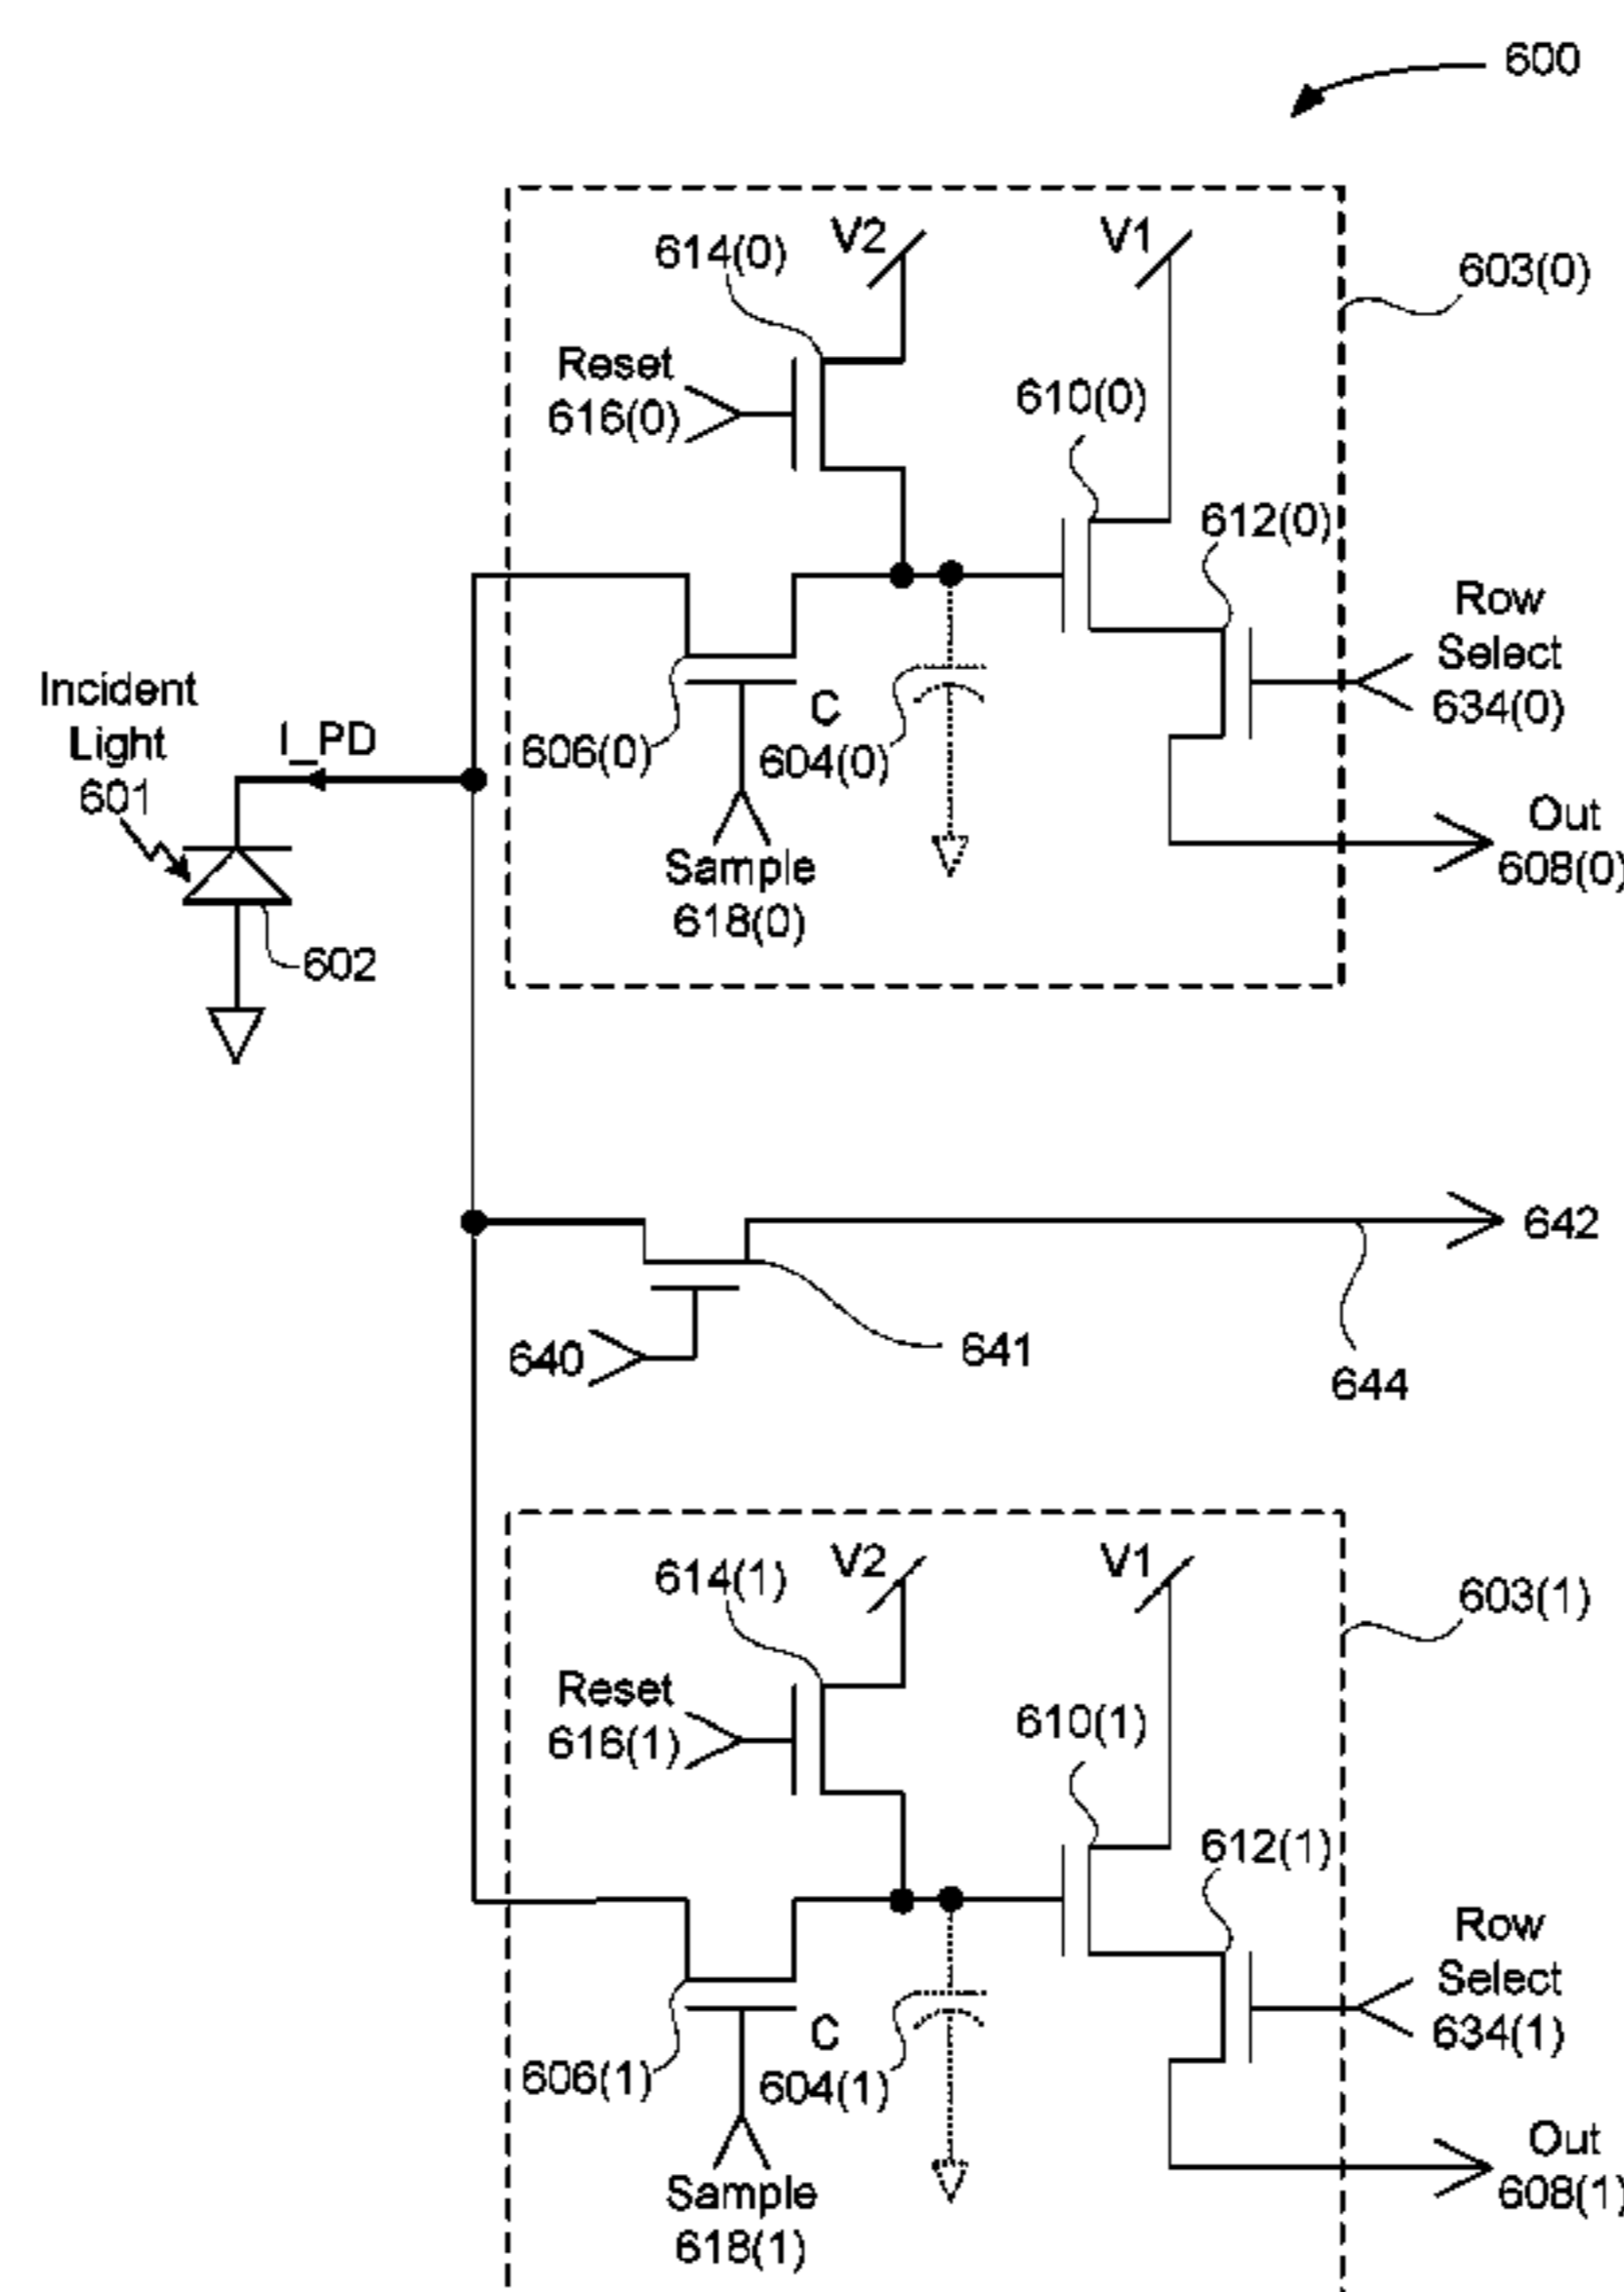 600
V2
V1
614(0)
603(0)
Reset
616(0)
610(0)
612(0)
Row
Select
634(0)
Incident
Light
601
I_PD
606(0)
C
604(0)
Out
608(0)
Sample
618(0)
602
642
640
641
644
V2
V1
614(1)
603(1)
Reset
616(1)
610(1)
612(1)
Row
Select
634(1)
606(1)
C
604(1)
Out
608(1)
Sample
618(1)